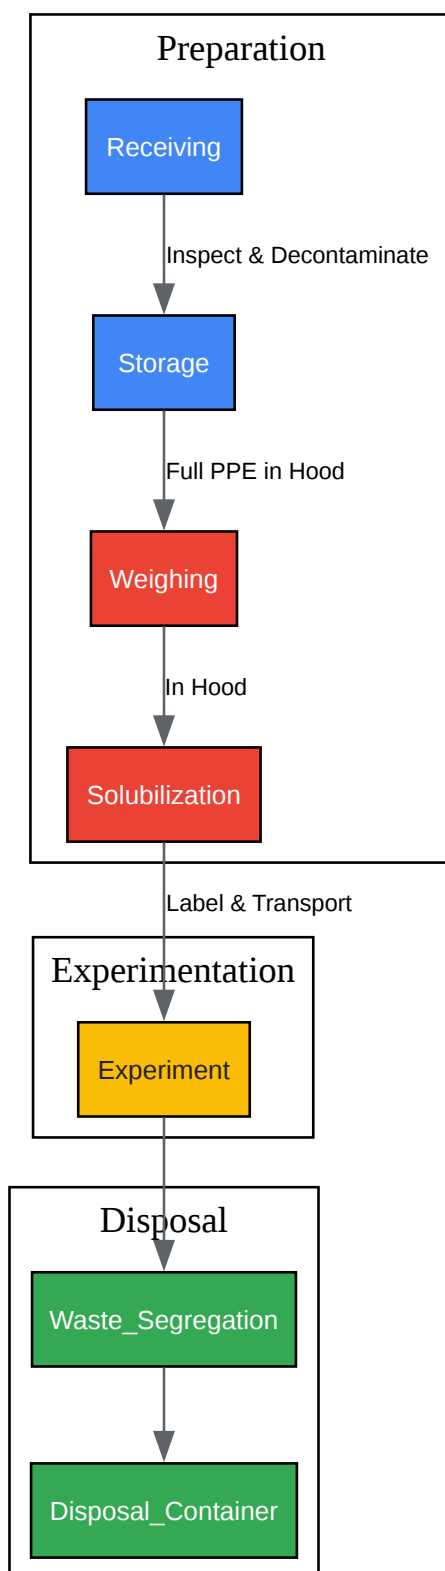 Preparation
Receiving
Inspect & Decontaminate
Storage
Full PPE in Hood
Weighing
In Hood
Solubilization
Label & Transport
Experimentation
Experiment
Disposal
Waste_Segregation
Disposal_Container